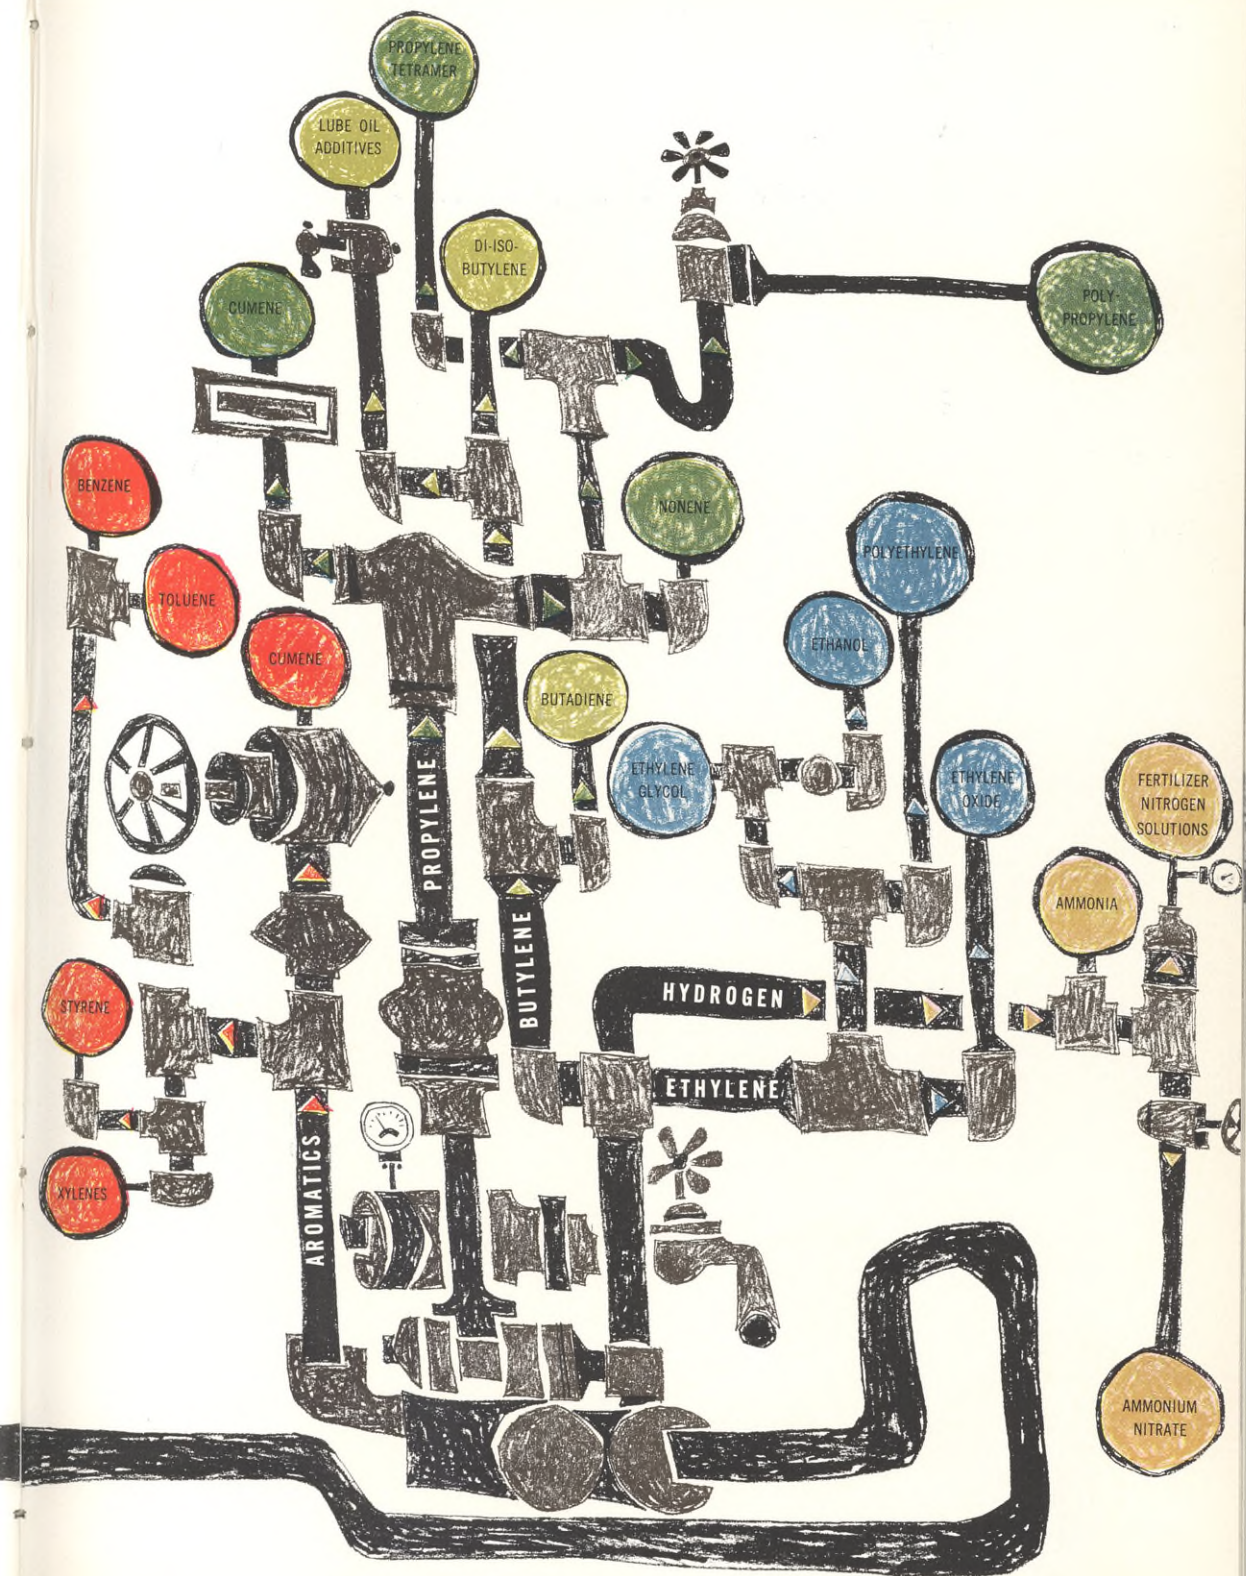 PROPYLENE
TETRAMER
LUBE OIL
ADDITIVES
DI-ISO-
BUTYLENE
CUMENE
POLY-
PROPYLENE
BENZENE
NONENE
POLYETHYLENE
TOLUENE
ETHANOL
CUMENE
BUTADIENE
ETHYLENE
GLYCOL
ETHYLENE
OXIDE
FERTILIZER
NITROGEN
SOLUTIONS
PROPYLENE
AMMONIA
BUTYLENE
HYDROGEN
STYRENE
ETHYLENE
AROMATICS
XYLENES
AMMONIUM
NITRATE